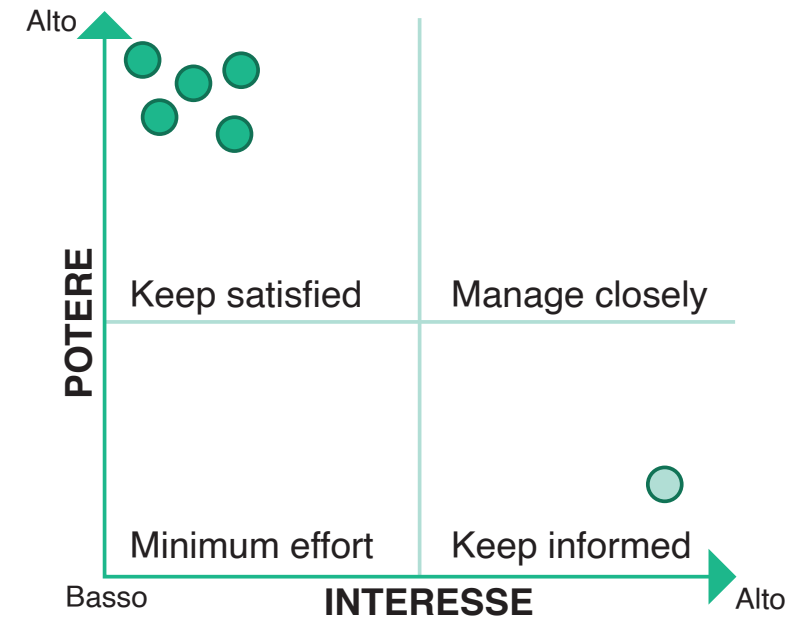 Alto
POTERE
Keep satisfied
Manage closely
Minimum effort
Keep informed
Basso
INTERESSE
Alto